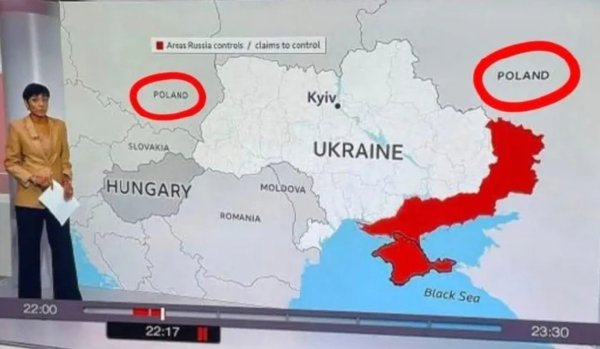 Areas Russia controls / claims to control
POLAND
POLAND
Kyiv
SLOVAKIA
UKRAINE
HUNGARY
MOLDOVA
ROMANIA
Black Sea
22:00
22:17
23:30